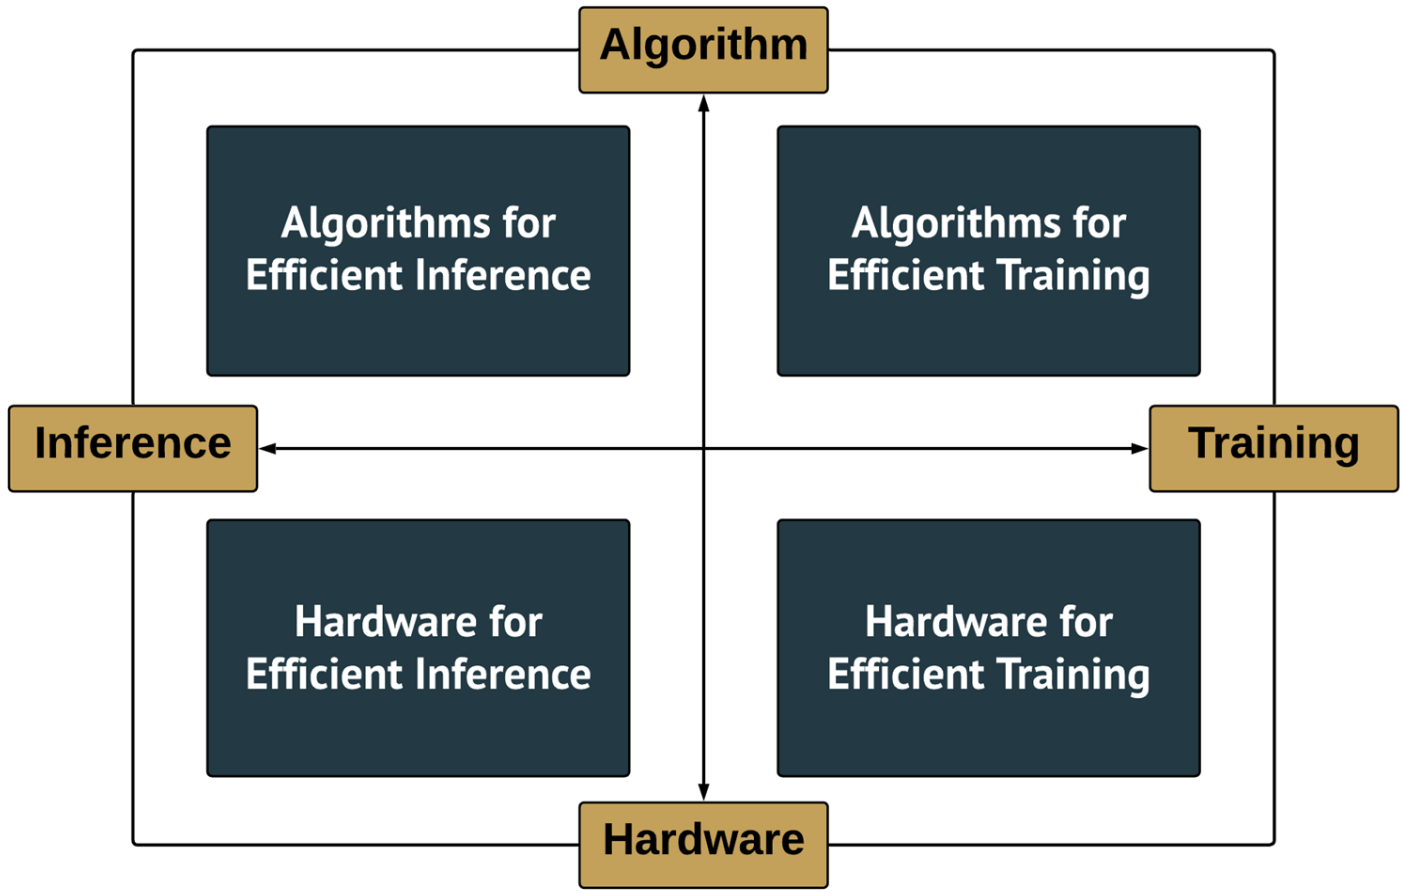 Algorithm
Algorithms for
Efficient Inference
Algorithms for
Efficient Training
Inference
Training
Hardware for
Efficient Inference
Hardware for
Efficient Training
Hardware